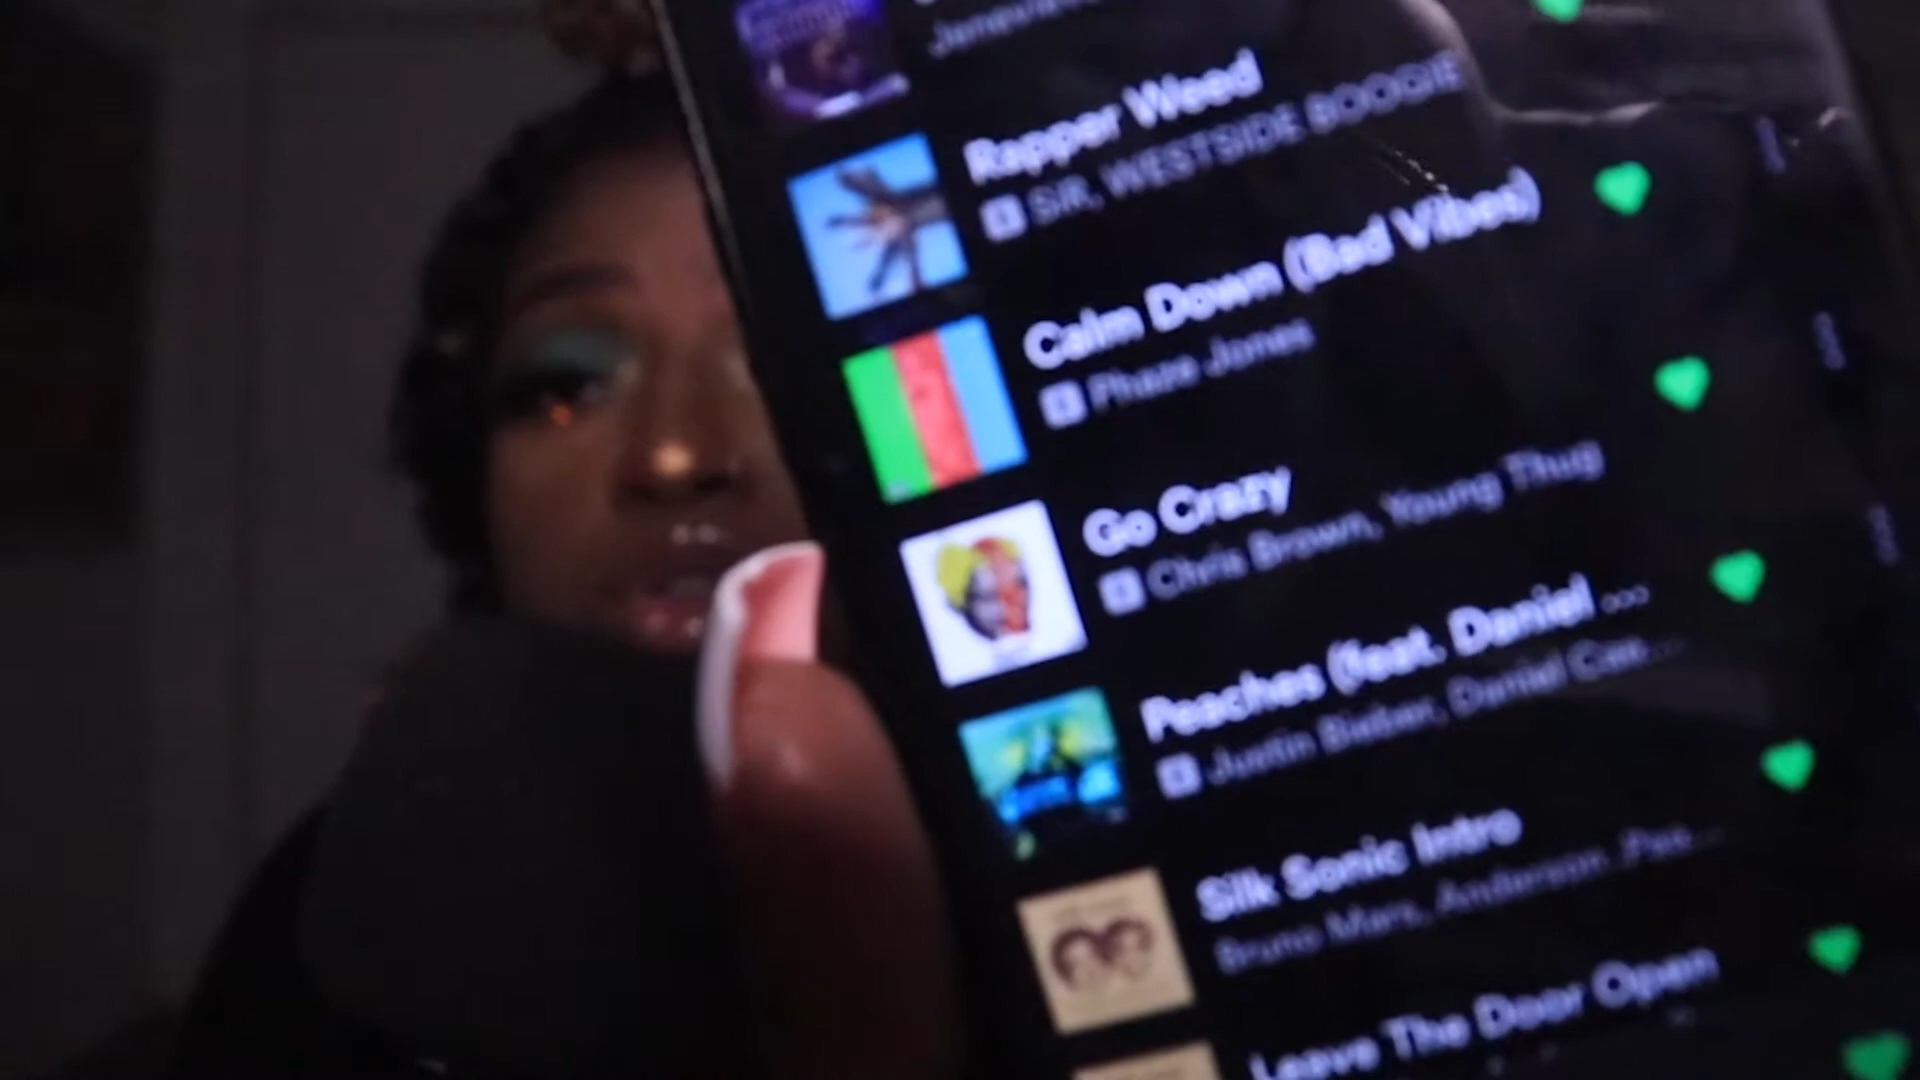 Rapper Weed
E SiR, WESTSIDE BOOGIE
Calm Down (Bad Vibes)
E Phaze Jones
Go Crazy
E Chris Brown, Young Thug
Peaches (feat. Daniel ...
E Justin Bieber, Daniel Cae...
Silk Sonic Intro
Bruno Mars, Anderson .Paa...
Leave The Door Open